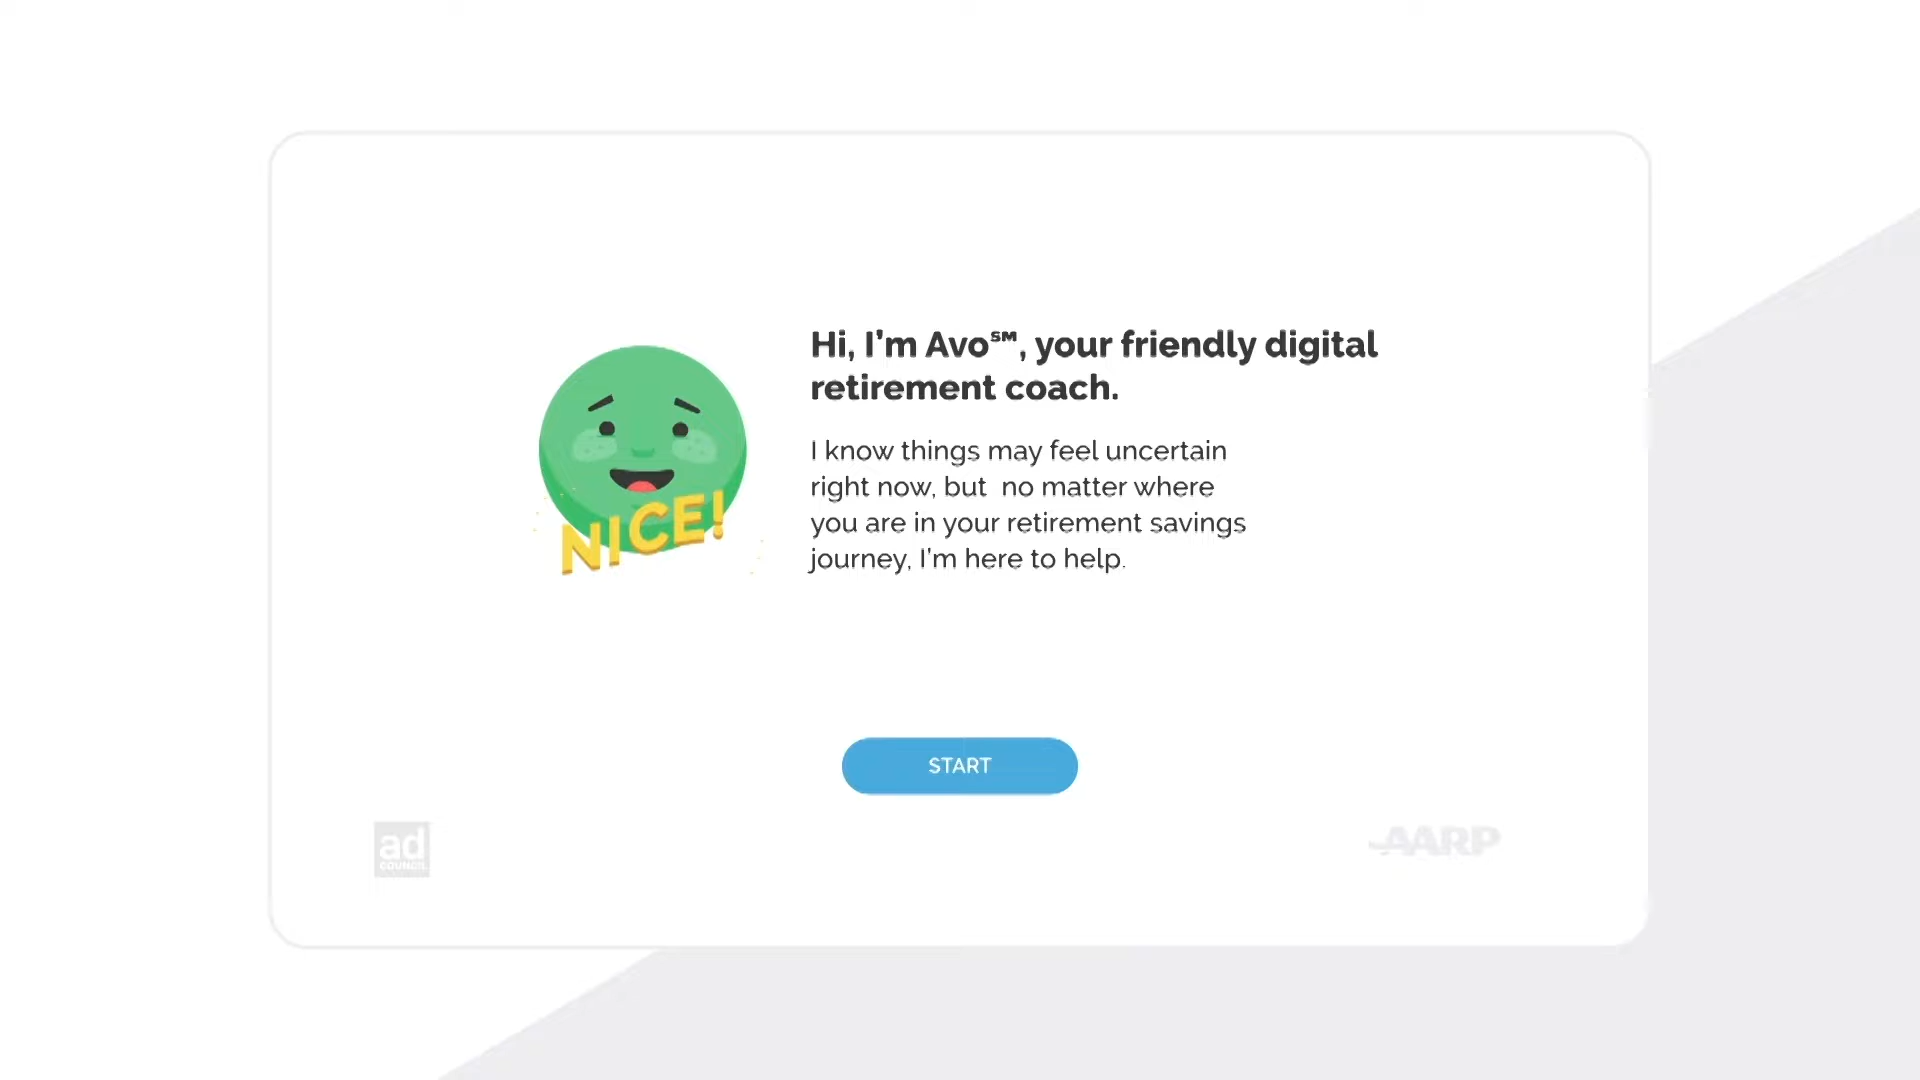 Hi, I'm Avo℠, your friendly digital
retirement coach.
I know things may feel uncertain
right now, but  no matter where
you are in your retirement savings
journey, I'm here to help.
NICE!
START
ad
COUNCIL
AARP